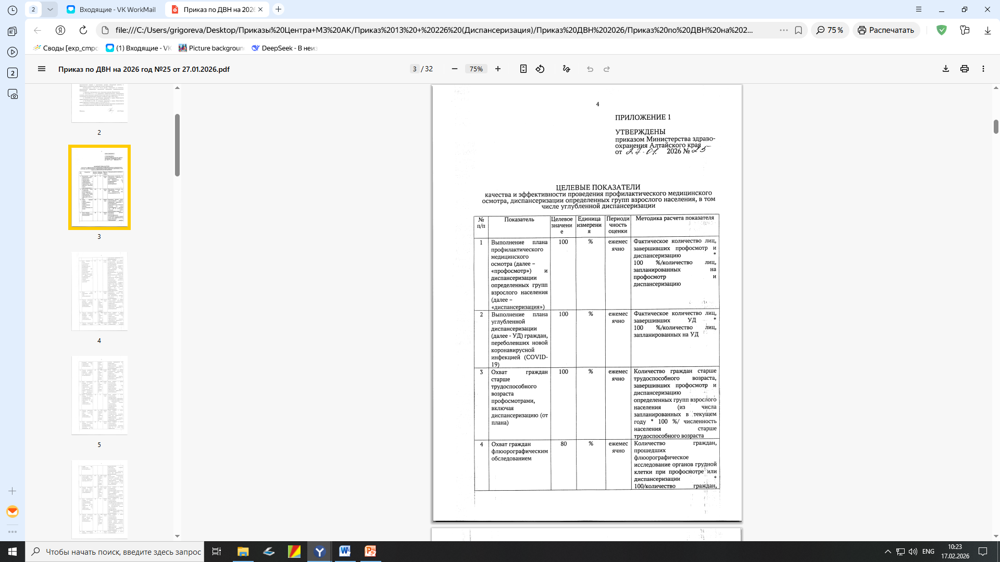 2
Входящие - VK WorkMail
Приказ по ДВН на 2026
file:///C:/Users/grigoreva/Desktop/Приказы%20Центра+МЗ%20АК/Приказ%2013%20+%20226%20(Диспансеризация)/Приказ%20ДВН%202026/Приказ%20по%20ДВН%20на%202...
75 %
Распечатать
Своды [exp_cmpc
(1) Входящие - VK
Picture background
DeepSeek - В неиз
2
Приказ по ДВН на 2026 год №25 от 27.01.2026.pdf
3 / 32
75%
2
3
4
5
4
ПРИЛОЖЕНИЕ 1
УТВЕРЖДЕНЫ
приказом Министерства здраво-
охранения Алтайского края
от 27.01. 2026 № 25
ЦЕЛЕВЫЕ ПОКАЗАТЕЛИ
качества и эффективности проведения профилактического медицинского
осмотра, диспансеризации определенных групп взрослого населения, в том
числе углубленной диспансеризации
№ п/п
Показатель
Целевое значени е
Единица измерени я
Периоди чность оценки
Методика расчета показателя
1
Выполнение плана
профилактического
медицинского
осмотра (далее –
«профосмотр») и
диспансеризации
определенных групп
взрослого населения
(далее –
«диспансеризация»)
100
%
ежемес
ячно
Фактическое количество лиц,
завершивших профосмотр и
диспансеризацию *
100 %/количество лиц,
запланированных на
профосмотр и
диспансеризацию
2
Выполнение плана
углубленной
диспансеризации
(далее - УД) граждан,
переболевших новой
коронавирусной
инфекцией (COVID-
19)
100
%
ежемес
ячно
Фактическое количество лиц,
завершивших УД *
100 %/количество лиц,
запланированных на УД
3
Охват граждан
старше
трудоспособного
возраста
профосмотрами,
включая
диспансеризацию (от
плана)
100
%
ежемес
ячно
Количество граждан старше
трудоспособного возраста,
завершивших профосмотр и
диспансеризацию
определенных групп взрослого
населения (из числа
запланированных в текущем
году * 100 %/ численность
населения старше
трудоспособного возраста
4
Охват граждан
флюорографическим
обследованием
80
%
ежемес
ячно
Количество граждан,
прошедших
флюорографическое
исследование органов грудной
клетки при профосмотре или
диспансеризации *
100/количество граждан,
Чтобы начать поиск, введите здесь запрос
ENG
10:23
17.02.2026